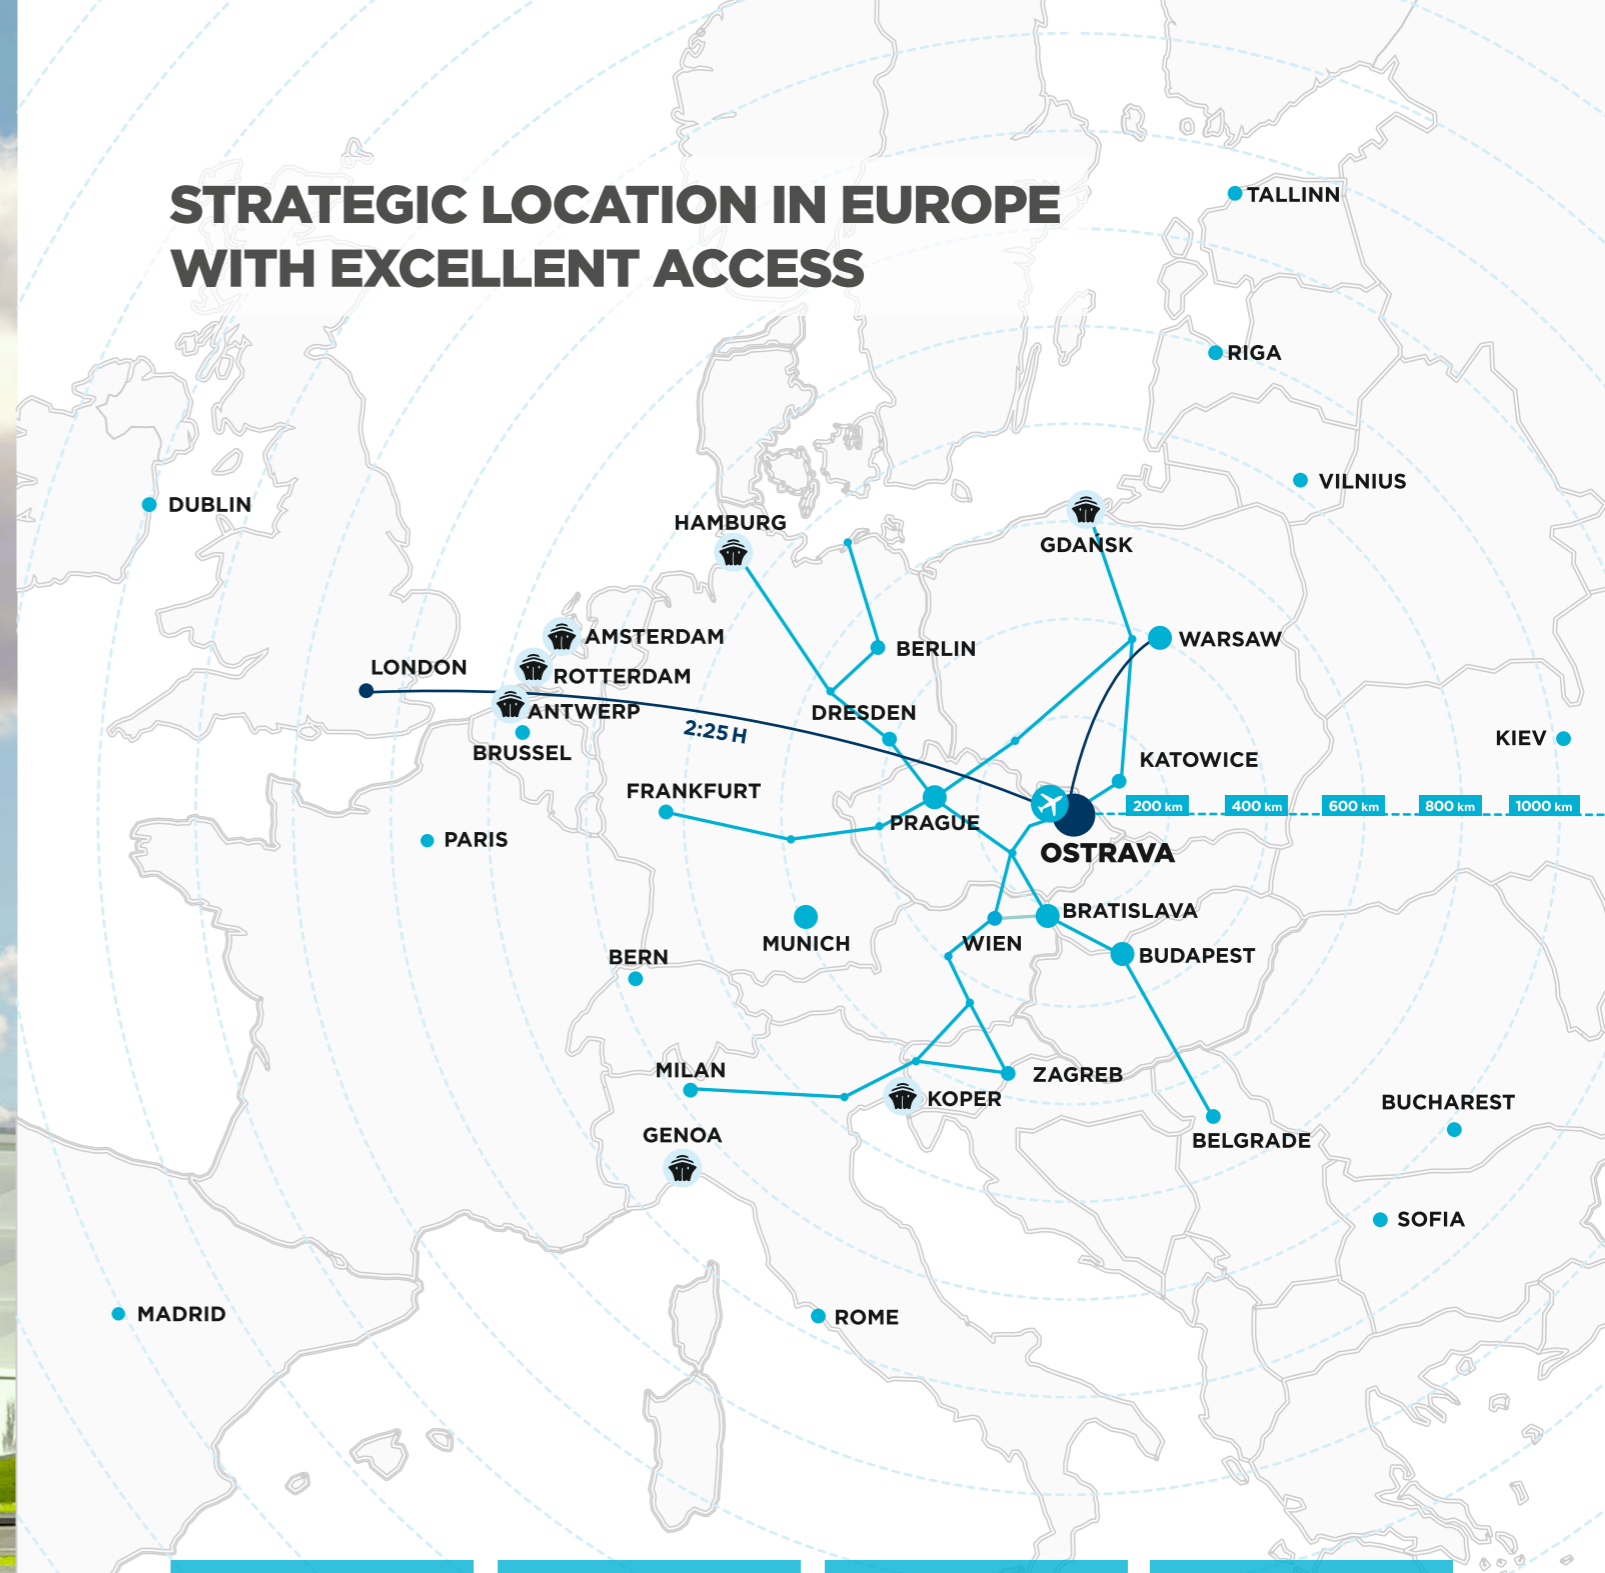 STRATEGIC LOCATION IN EUROPE
WITH EXCELLENT ACCESS
TALLINN
RIGA
VILNIUS
DUBLIN
HAMBURG
GDAŃSK
AMSTERDAM
WARSAW
BERLIN
LONDON
ROTTERDAM
ANTWERP
DRESDEN
2:25 H
KIEV
BRUSSEL
KATOWICE
FRANKFURT
200 km
400 km
600 km
800 km
1000 km
PRAGUE
PARIS
OSTRAVA
BRATISLAVA
MUNICH
WIEN
BERN
BUDAPEST
MILAN
ZAGREB
KOPER
BUCHAREST
GENOA
BELGRADE
SOFIA
MADRID
ROME